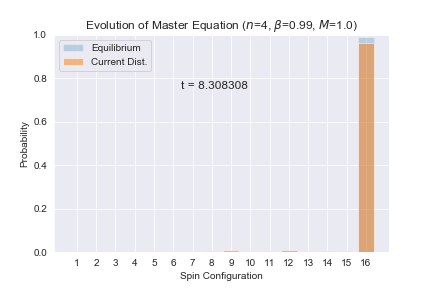 Evolution of Master Equation (n=4, β=0.99, M=1.0)
Equilibrium
Current Dist.
t = 8.308308
Probability
1.0
0.8
0.6
0.4
0.2
0.0
1 2 3 4 5 6 7 8 9 10 11 12 13 14 15 16
Spin Configuration